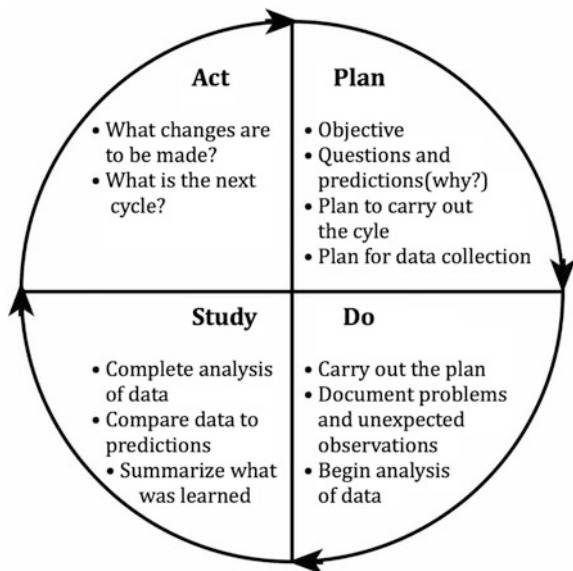 Act
• What changes are
to be made?
• What is the next
cycle?
Plan
• Objective
• Questions and
predictions(why?)
• Plan to carry out
the cyle
• Plan for data collection
Study
• Complete analysis
of data
• Compare data to
predictions
• Summarize what
was learned
Do
• Carry out the plan
• Document problems
and unexpected
observations
• Begin analysis
of data